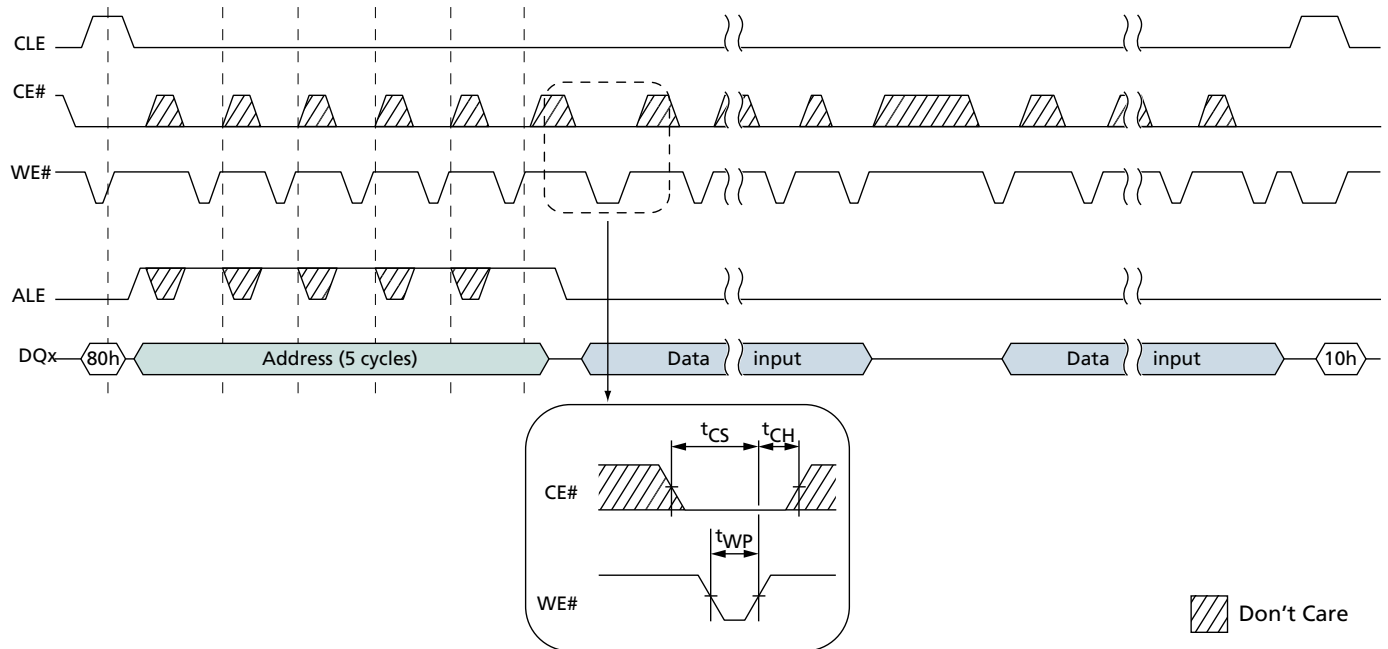 CLE
CE#
WE#
ALE
DQx 80h Address (5 cycles) Data input Data input 10h
tCS tCH
CE#
tWP
WE#
Don't Care